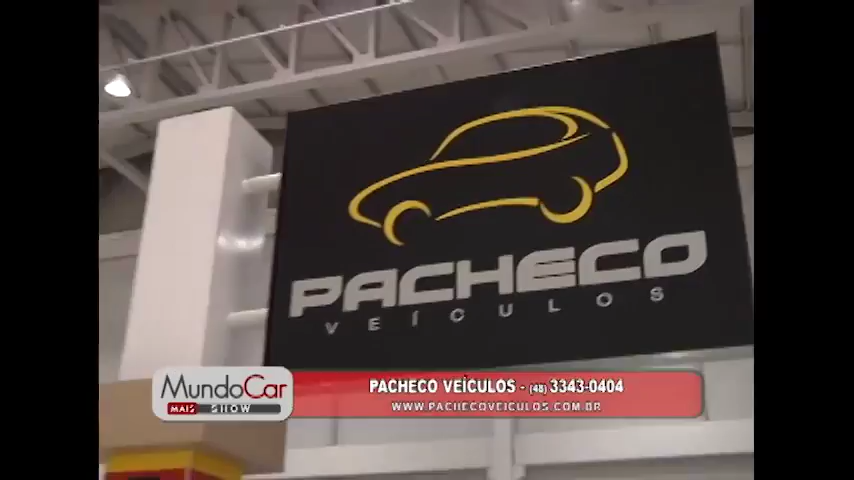 PACHECO
VEÍCULOS
MundoCar
MAIS SHOW
PACHECO VEÍCULOS - (48) 3343-0404
WWW.PACHECOVEICULOS.COM.BR